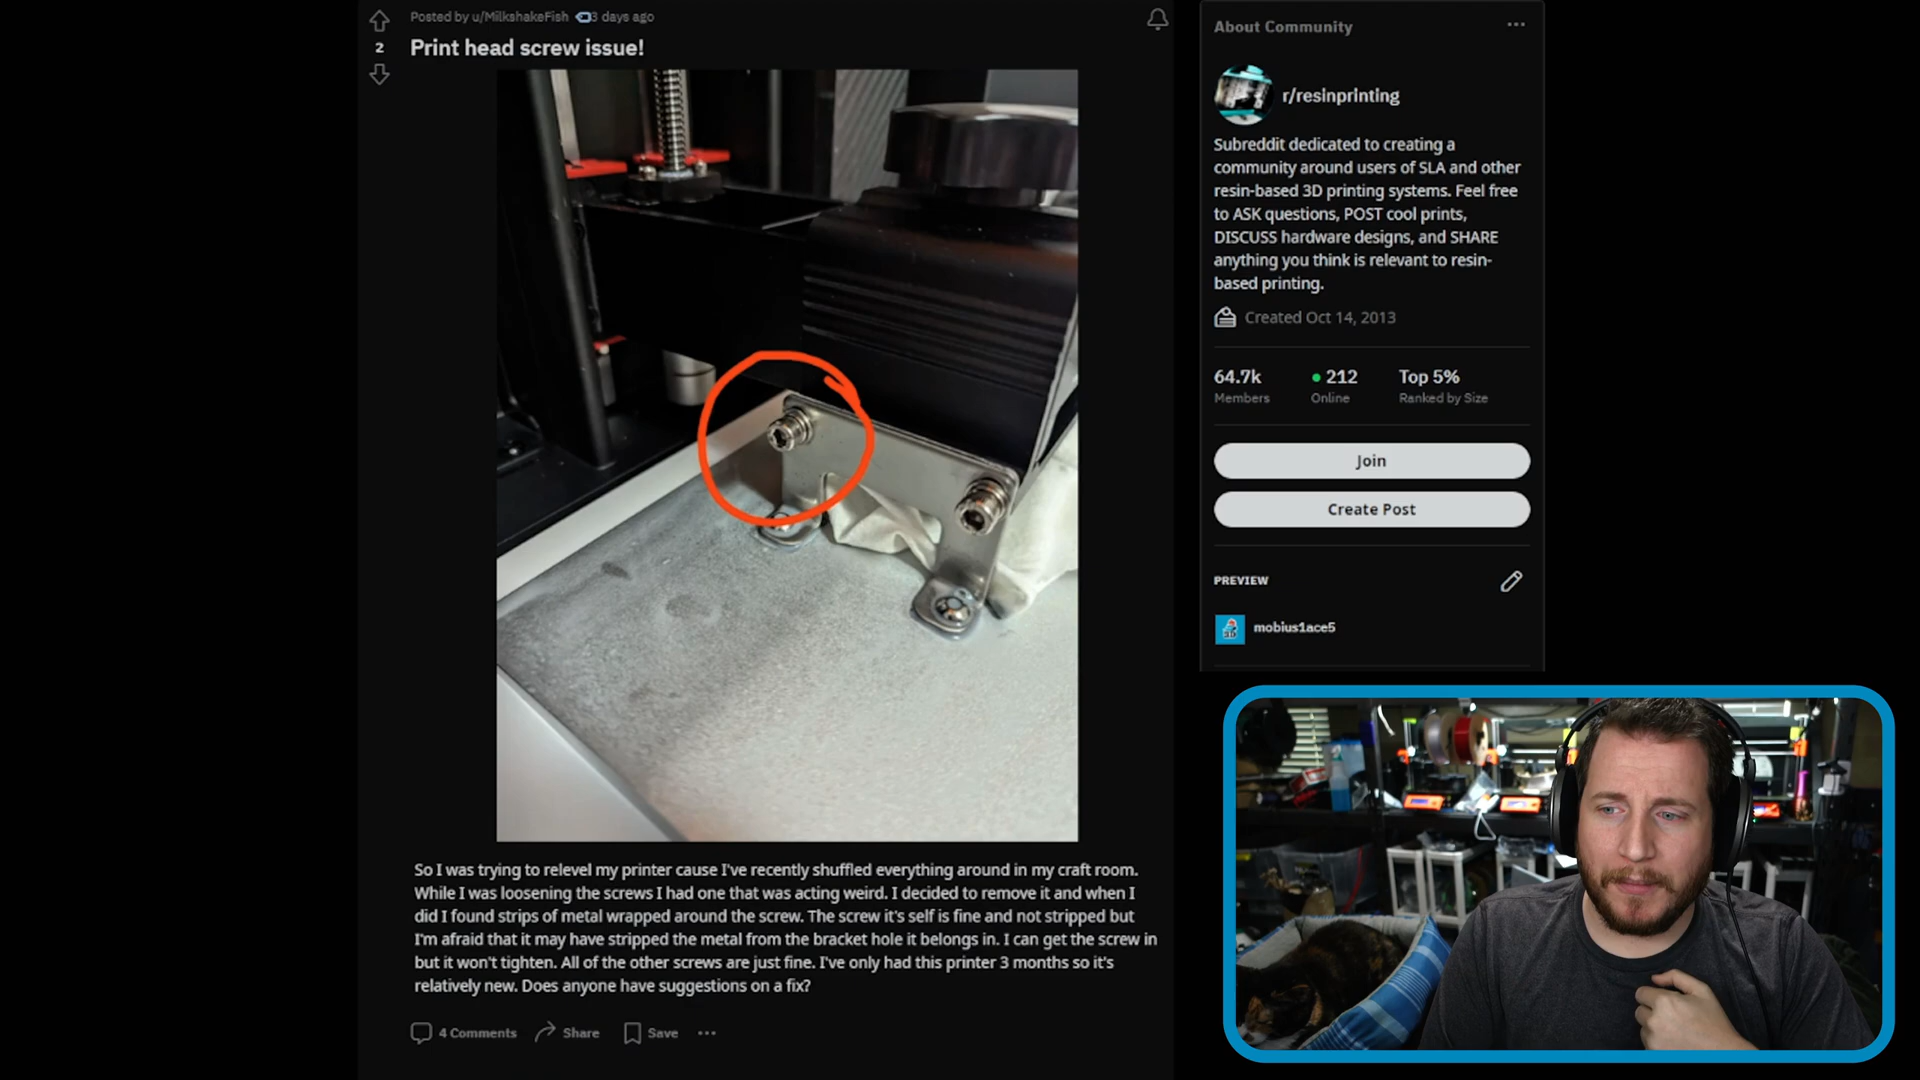 Posted by u/MilkshakeFish 3 days ago
2
Print head screw issue!
So I was trying to relevel my printer cause I've recently shuffled everything around in my craft room.
While I was loosening the screws I had one that was acting weird. I decided to remove it and when I
did I found strips of metal wrapped around the screw. The screw it's self is fine and not stripped but
I'm afraid that it may have stripped the metal from the bracket hole it belongs in. I can get the screw in
but it won't tighten. All of the other screws are just fine. I've only had this printer 3 months so it's
relatively new. Does anyone have suggestions on a fix?
4 Comments
Share
Save
About Community
r/resinprinting
Subreddit dedicated to creating a
community around users of SLA and other
resin-based 3D printing systems. Feel free
to ASK questions, POST cool prints,
DISCUSS hardware designs, and SHARE
anything you think is relevant to resin-
based printing.
Created Oct 14, 2013
64.7k 212 Top 5%
Members Online Ranked by Size
Join
Create Post
PREVIEW
mobius1ace5